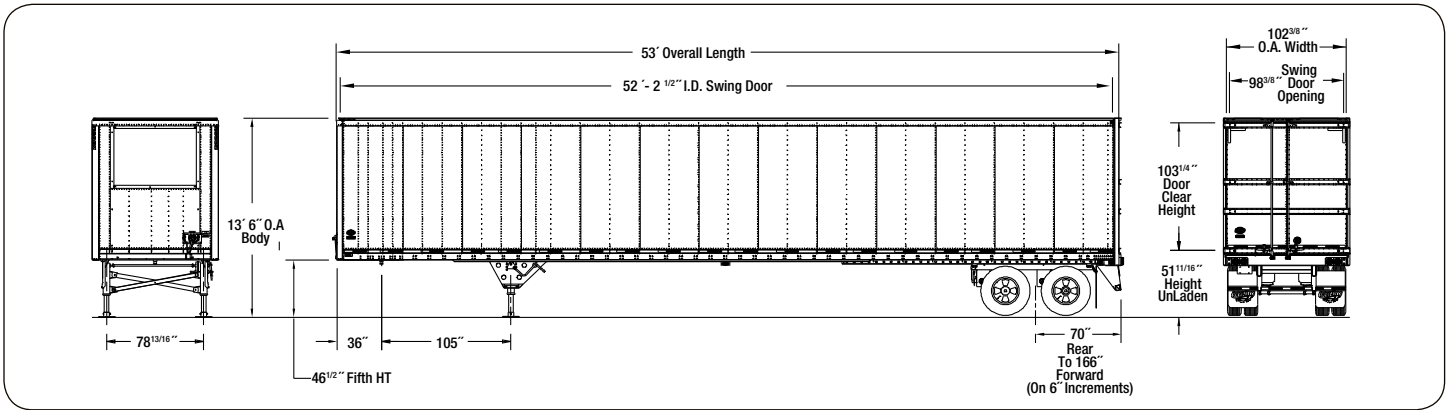 53´ Overall Length
52 ´- 2 1/2˝ I.D. Swing Door
13´ 6˝ O.A
Body
78 13/16˝
36˝
105˝
46 1/2˝ Fifth HT
70˝
Rear
To 166˝
Forward
(On 6˝ Increments)
102 3/8˝
O.A. Width
Swing
98 3/8˝ Door
Opening
103 1/4˝
Door
Clear
Height
51 11/16˝
Height
UnLaden